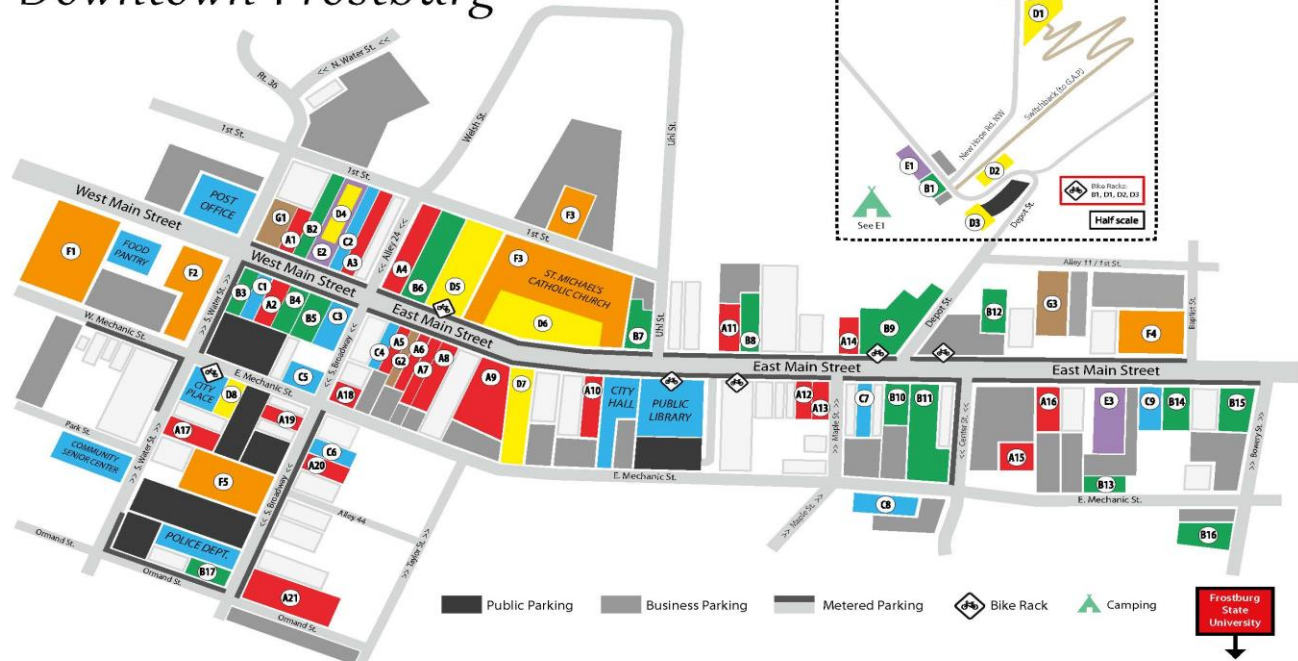 Downtown Frostburg
D1
Switchback (to G.A.P.)
New Hope Rd, NW
E1
B1
D2
D3
See E1
Depot St.
Bike Racks:
B1, D1, D2, D3
Half scale
Rt. 36
<< N. Water St. <<
1st St.
Welsh St.
Uhl St.
1st St.
West Main Street
POST
OFFICE
G1
A1
B2
D4
E2
C2
A3
<< Alley 24 <<
A4
B6
D5
1st St.
F3
F3
ST. MICHAEL'S
CATHOLIC CHURCH
D6
B7
Uhl St.
F1
FOOD
PANTRY
F2
>> S. Water St. >>
West Main Street
East Main Street
B3
C1
A2
B4
B5
C3
<< S. Broadway <<
C4
A5
G2
A6
A7
A8
A9
D7
A10
CITY
HALL
PUBLIC
LIBRARY
A11
B8
A14
B9
Depot St.
B12
Alley 11 / 1st St.
G3
F4
Baptist St.
East Main Street
East Main Street
A12
A13
>> Maple St. >>
C7
B10
B11
<< Center St. <<
A16
A15
E3
B13
C9
B14
B15
>> Bowery St. >>
W. Mechanic St.
E. Mechanic St.
C5
A18
CITY
PLACE
D8
A17
A19
Park St.
COMMUNITY
SENIOR CENTER
>> S. Water St. >>
F5
<< S. Broadway <<
C6
A20
Alley 44
>> Taylor St. >>
E. Mechanic St.
>> Maple St. >>
C8
E. Mechanic St.
B16
Ormand St.
POLICE DEPT.
B17
Ormand St.
A21
Ormand St.
Public Parking
Business Parking
Metered Parking
Bike Rack
Camping
Frostburg
State
University